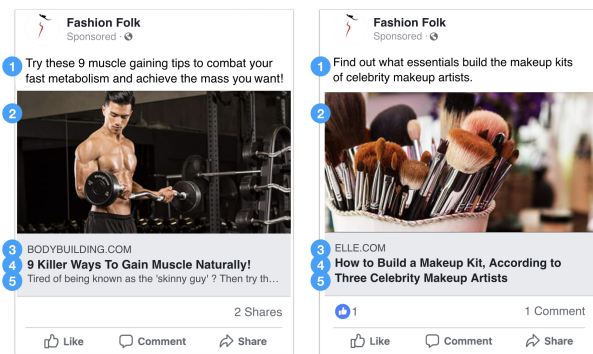 Fashion Folk
Sponsored ·
1 Try these 9 muscle gaining tips to combat your
fast metabolism and achieve the mass you want!
2
3 BODYBUILDING.COM
4 9 Killer Ways To Gain Muscle Naturally!
5 Tired of being known as the 'skinny guy' ? Then try th...
2 Shares
Like Comment Share
Fashion Folk
Sponsored ·
1 Find out what essentials build the makeup kits
of celebrity makeup artists.
2
3 ELLE.COM
4 How to Build a Makeup Kit, According to
5 Three Celebrity Makeup Artists
1 1 Comment
Like Comment Share